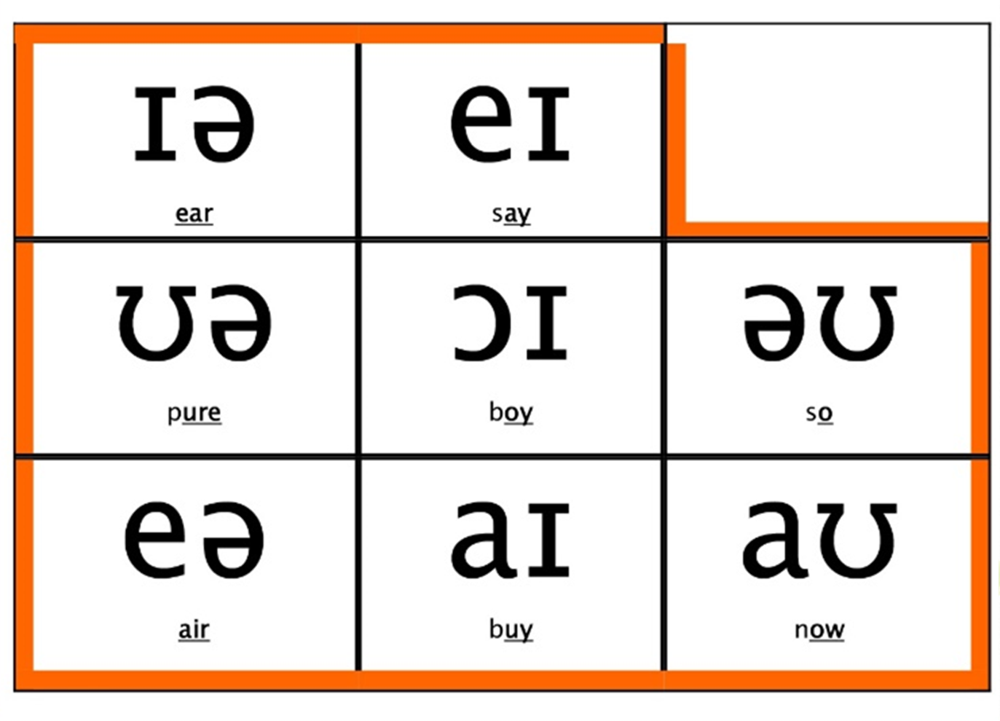 ɪə eɪ
ear say
ʊə ɔɪ əʊ
pure boy so
eə aɪ aʊ
air buy now